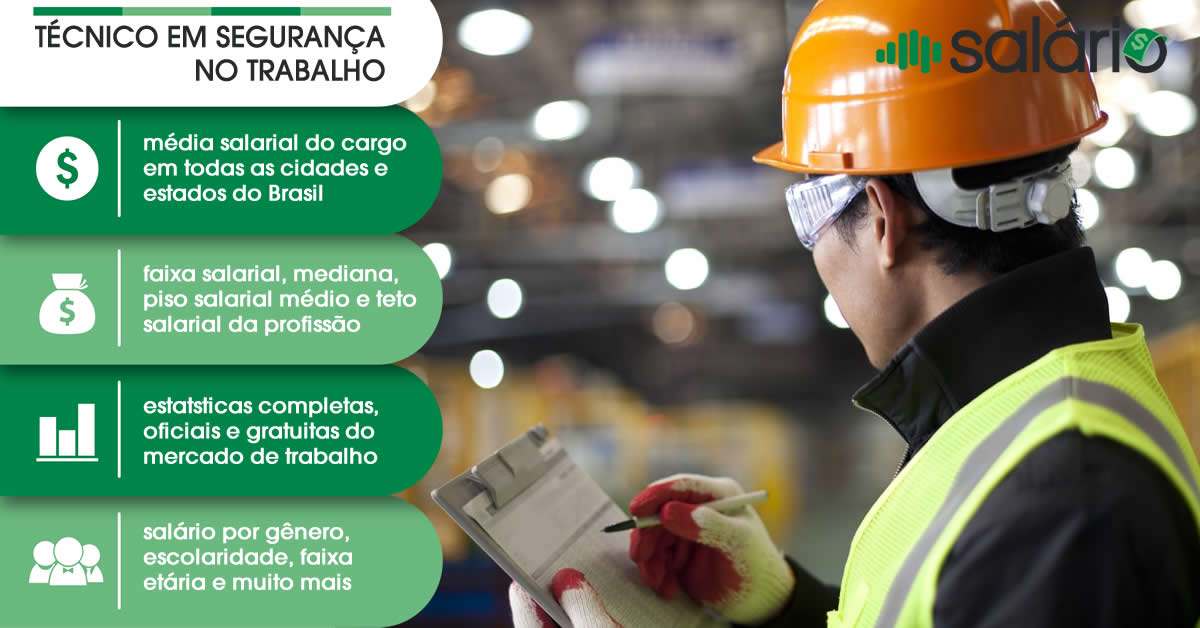 TÉCNICO EM SEGURANÇA
NO TRABALHO
salário
média salarial do cargo
em todas as cidades e
estados do Brasil
faixa salarial, mediana,
piso salarial médio e teto
salarial da profissão
estatsticas completas,
oficiais e gratuitas do
mercado de trabalho
salário por gênero,
escolaridade, faixa
etária e muito mais